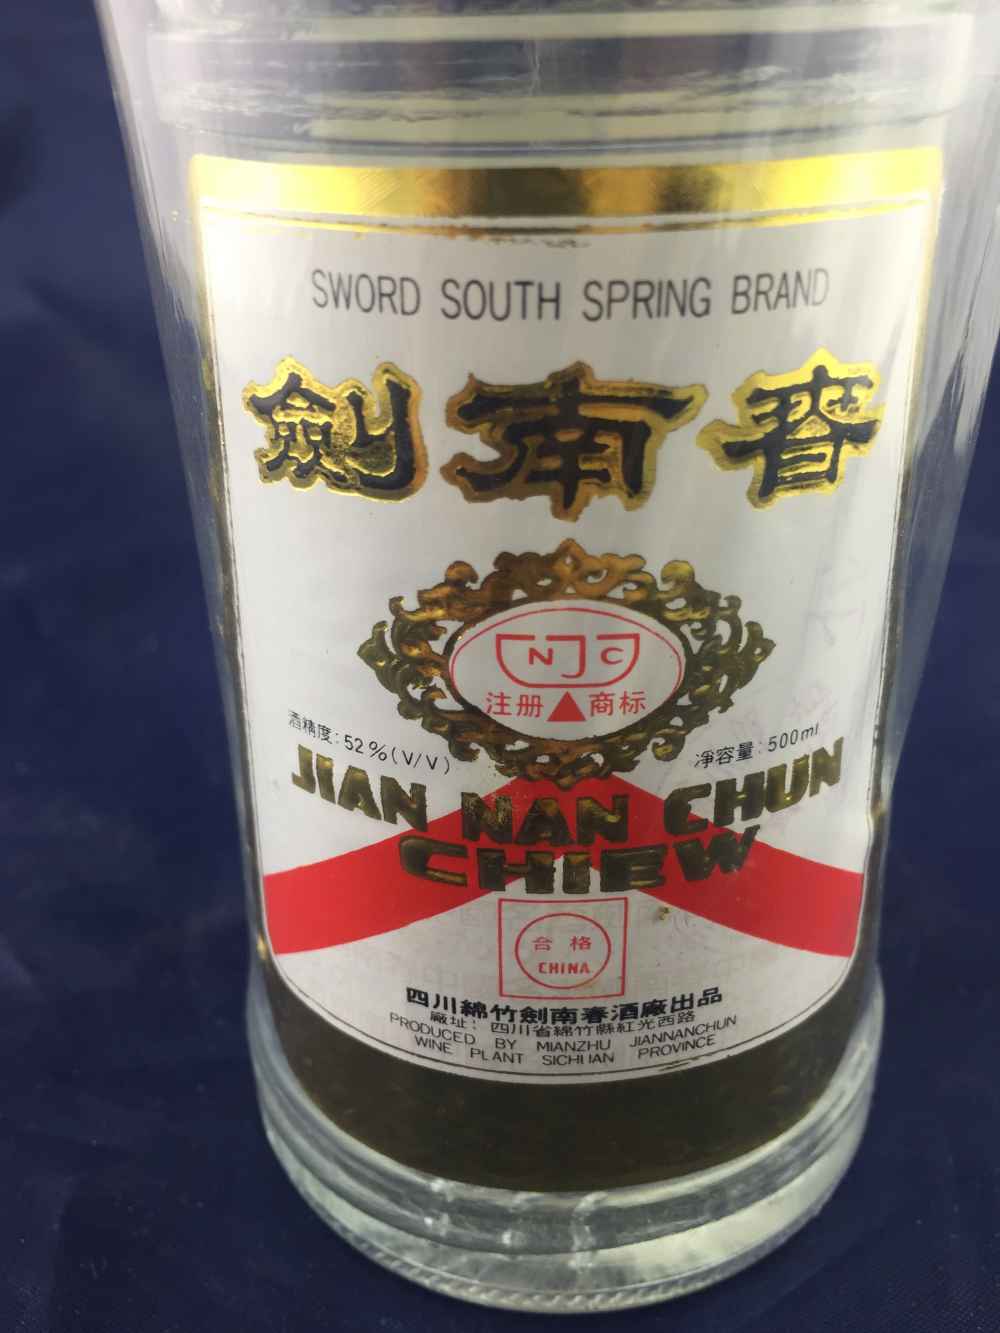 SWORD SOUTH SPRING BRAND
劍南春
NJC
注册 商标
酒精度: 52%(V/V)
凈容量: 500ml
JIAN NAN CHUN
CHIEW
合格
CHINA
四川綿竹劍南春酒廠出品
廠址: 四川省綿竹縣紅光西路
PRODUCED BY MIANZHU JIANNANCHUN
WINE PLANT SICHUAN PROVINCE